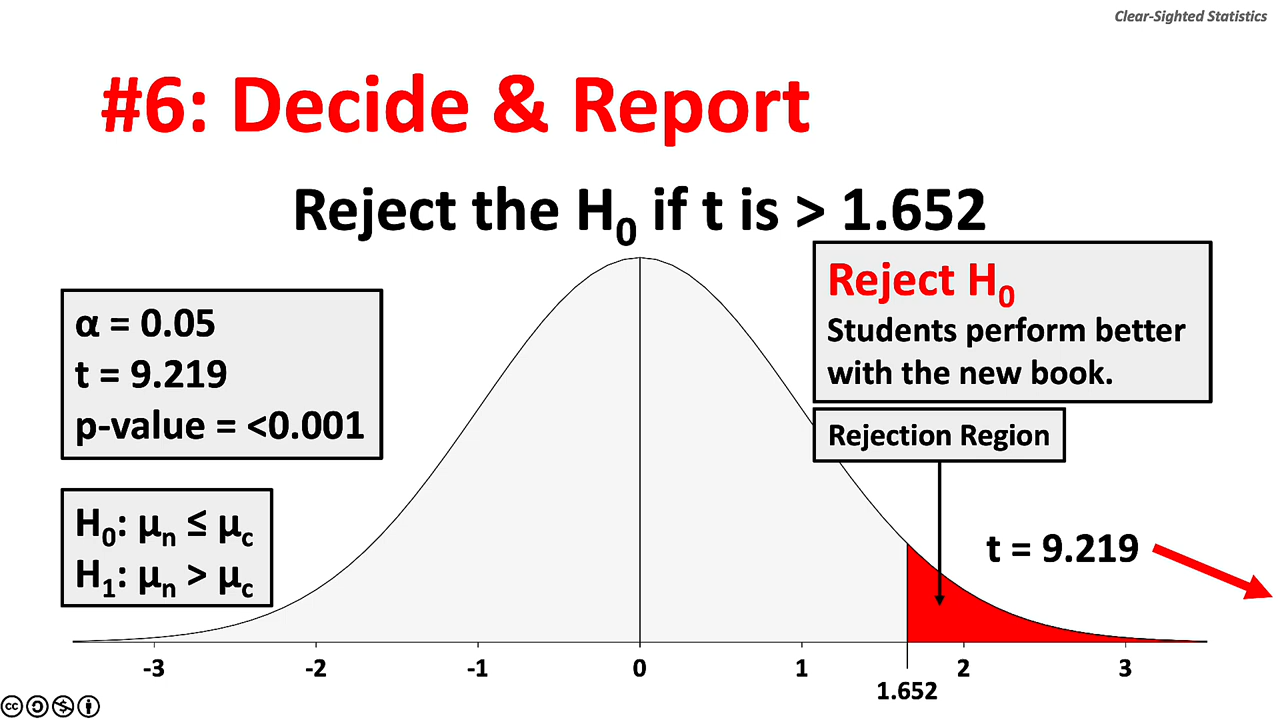 Clear-Sighted Statistics
#6: Decide & Report
Reject the H₀ if t is > 1.652
α = 0.05
t = 9.219
p-value = <0.001
H₀: μₙ ≤ μ꜀
H₁: μₙ > μ꜀
Reject H₀
Students perform better
with the new book.
Rejection Region
t = 9.219
-3 -2 -1 0 1 2 3
1.652
cc